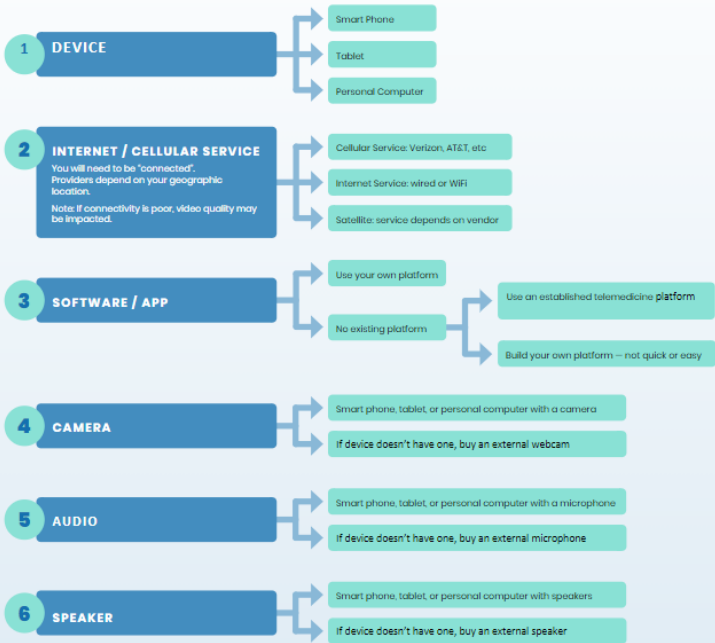 1
DEVICE
Smart Phone
Tablet
Personal Computer
2
INTERNET / CELLULAR SERVICE
You will need to be "connected".
Providers depend on your geographic
location.
Note: If connectivity is poor, video quality may
be impacted.
Cellular Service: Verizon, AT&T, etc
Internet Service: wired or WiFi
Satellite: service depends on vendor
3
SOFTWARE / APP
Use your own platform
No existing platform
Use an established telemedicine platform
Build your own platform – not quick or easy
4
CAMERA
Smart phone, tablet, or personal computer with a camera
If device doesn't have one, buy an external webcam
5
AUDIO
Smart phone, tablet, or personal computer with a microphone
If device doesn't have one, buy an external microphone
6
SPEAKER
Smart phone, tablet, or personal computer with speakers
If device doesn't have one, buy an external speaker